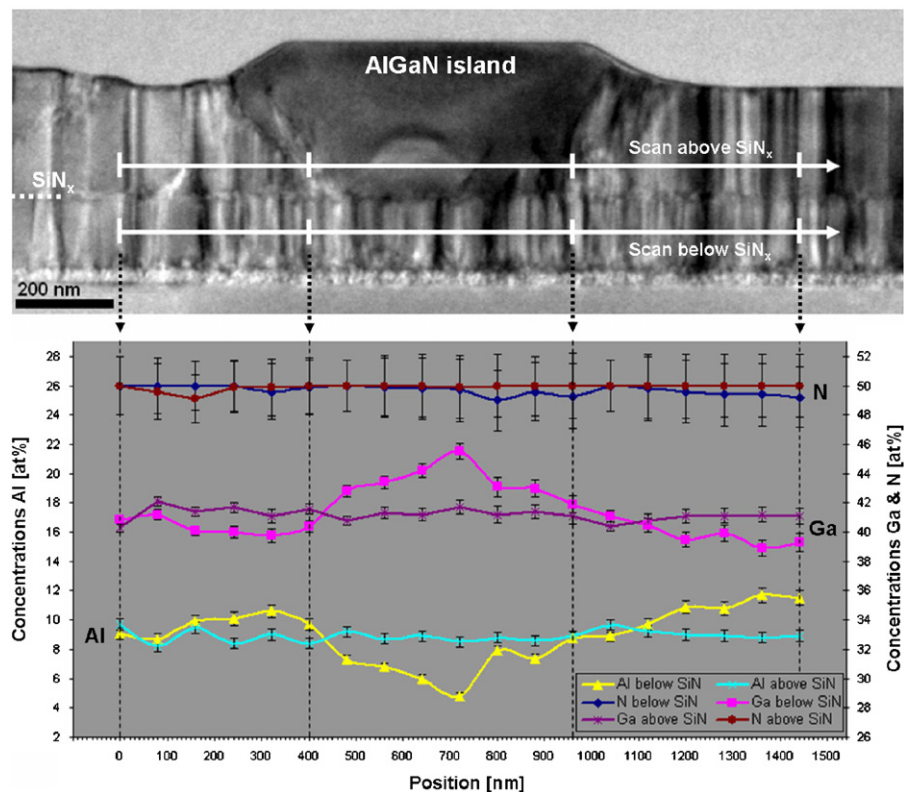 AlGaN island
Scan above SiNx
SiNx
Scan below SiNx
200 nm
Concentrations Al [at%]
28
26
24
22
20
18
16
14
12
10
8
6
4
2
Concentrations Ga & N [at%]
52
50
48
46
44
42
40
38
36
34
32
30
28
26
N
Ga
Al
Al below SiN
Al above SiN
N below SiN
Ga below SiN
Ga above SiN
N above SiN
0 100 200 300 400 500 600 700 800 900 1000 1100 1200 1300 1400 1500
Position [nm]